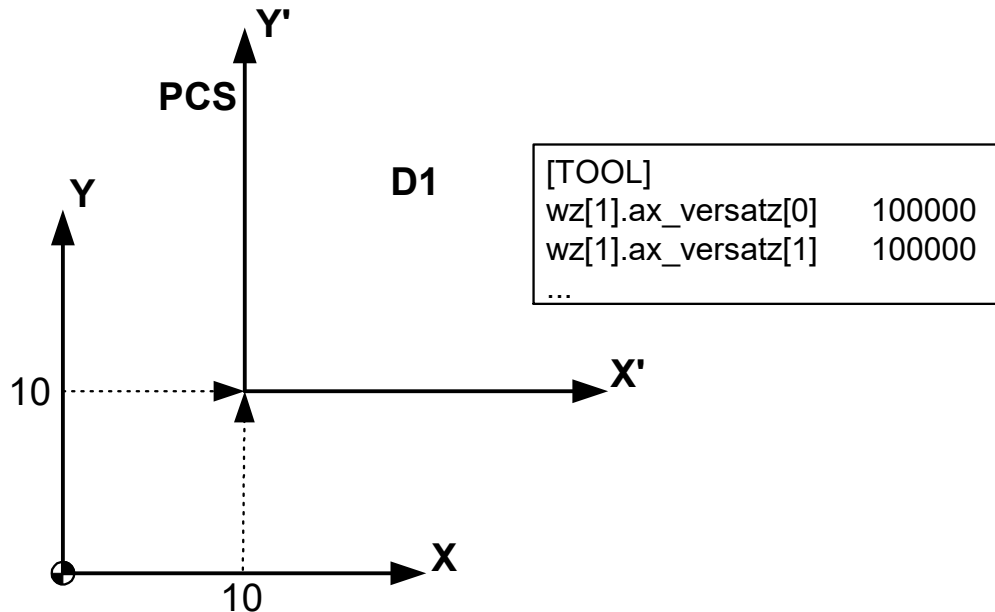 Y'
PCS
D1
[TOOL]
wz[1].ax_versatz[0] 100000
wz[1].ax_versatz[1] 100000
...
Y
10
X'
X
10